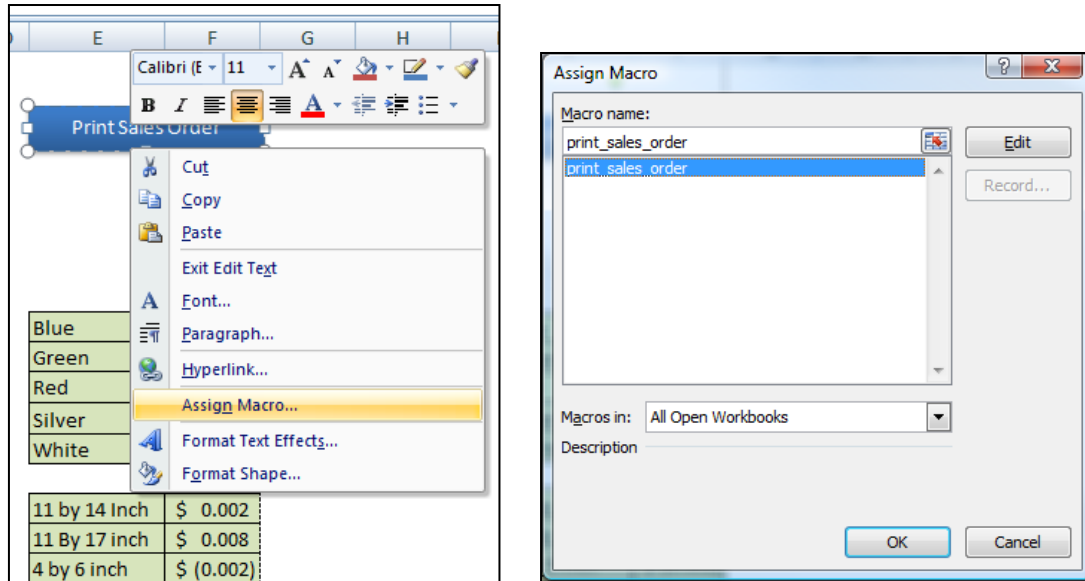 E F G H
Calibri (E 11 A A
B I A
Print Sales Order
Cut
Copy
Paste
Exit Edit Text
A Font...
Paragraph...
Hyperlink...
Assign Macro...
Format Text Effects...
Format Shape...
Blue
Green
Red
Silver
White
11 by 14 Inch $ 0.002
11 By 17 inch $ 0.008
4 by 6 inch $ (0.002)
Assign Macro
Macro name:
print_sales_order
Edit
print_sales_order
Record...
Macros in: All Open Workbooks
Description
OK Cancel